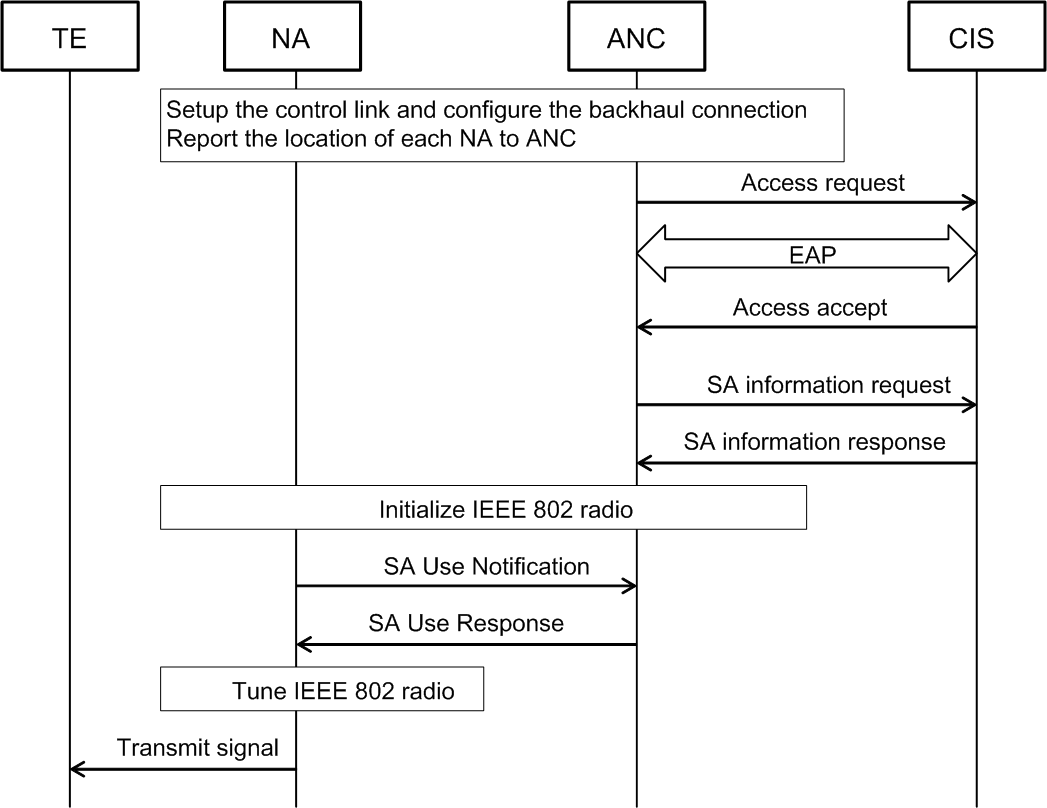 TE
NA
ANC
CIS
Setup the control link and configure the backhaul connection
Report the location of each NA to ANC
Access request
EAP
Access accept
SA information request
SA information response
Initialize IEEE 802 radio
SA Use Notification
SA Use Response
Tune IEEE 802 radio
Transmit signal